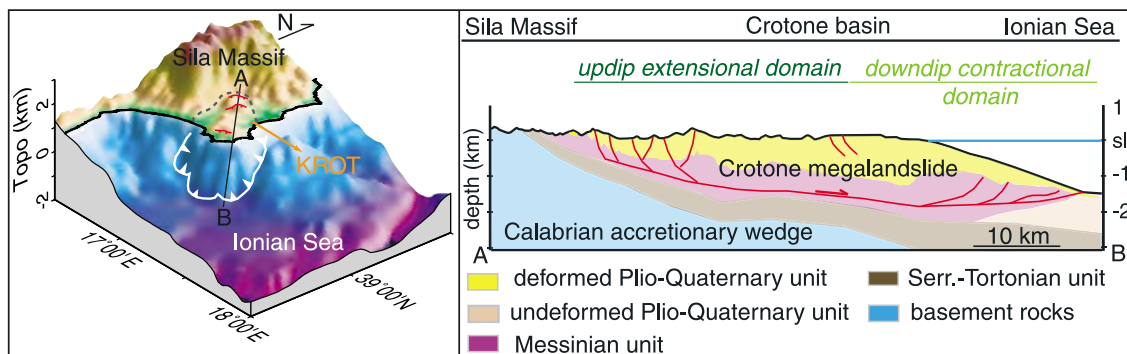 N
Sila Massif
A
Topo (km)
2
0
-2
KROT
B
Ionian Sea
17°00'E
18°00'E
39°00'N
Sila Massif Crotone basin Ionian Sea
updip extensional domain downdip contractional
domain
depth (km)
1
sl
-1
-2
Crotone megalandslide
Calabrian accretionary wedge
10 km
A B
deformed Plio-Quaternary unit
undeformed Plio-Quaternary unit
Messinian unit
Serr.-Tortonian unit
basement rocks